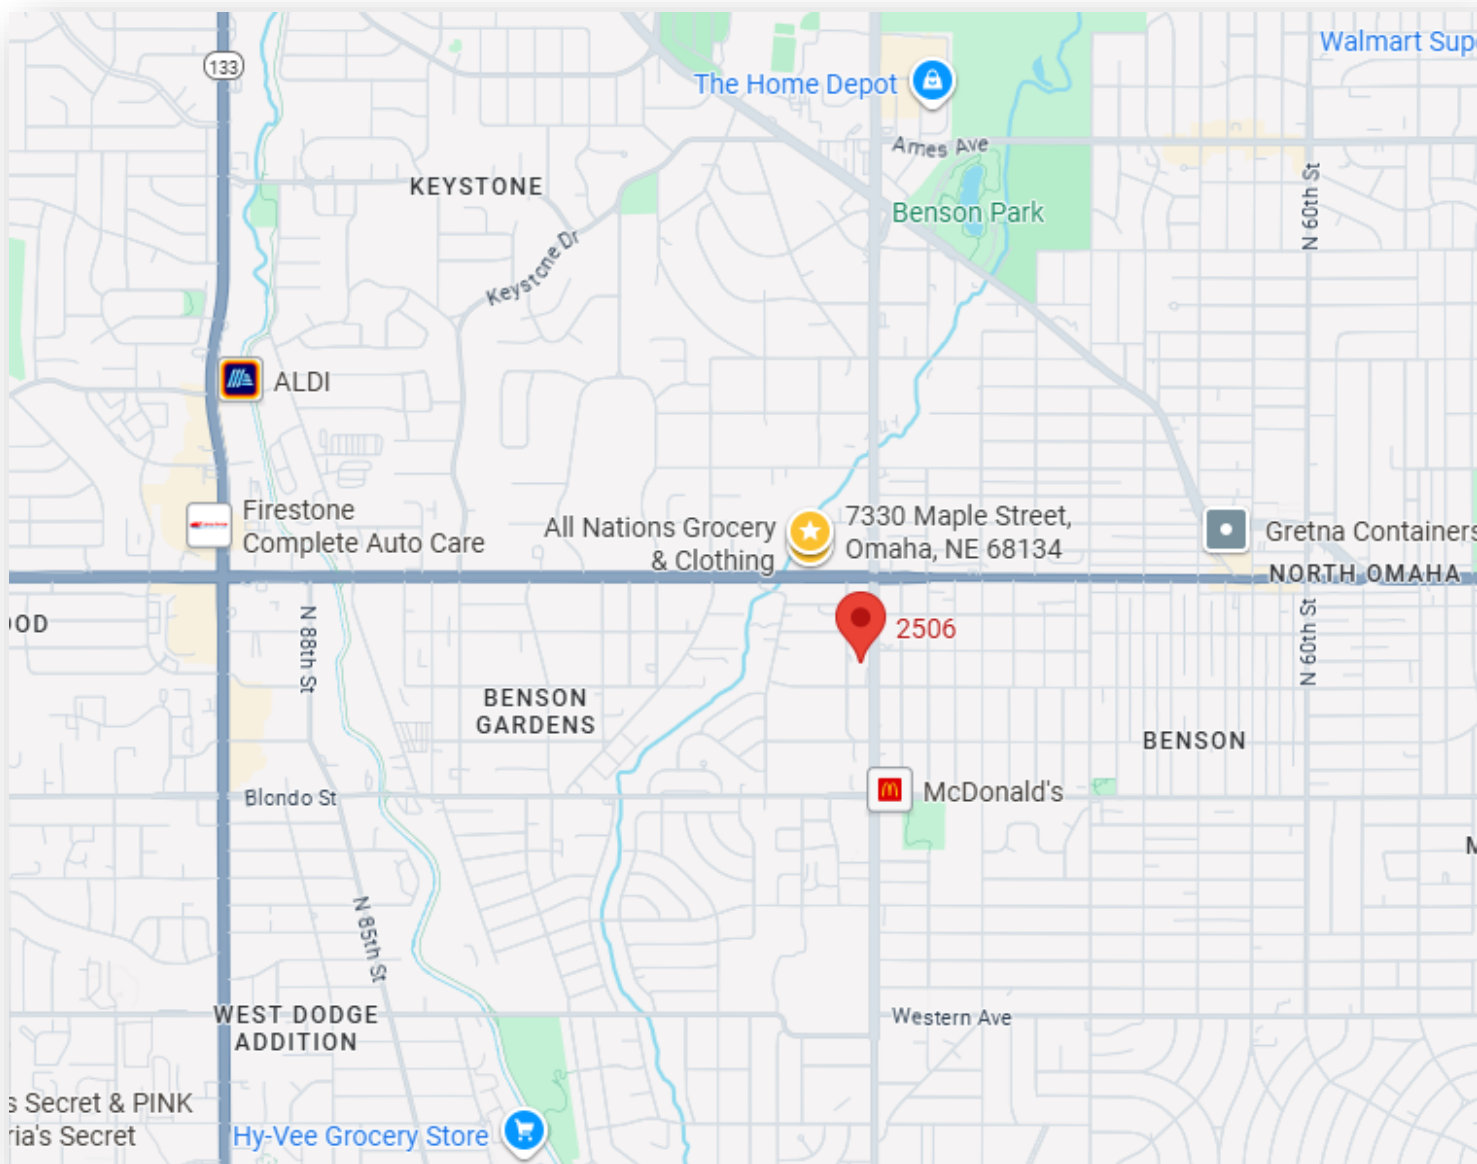 Walmart Sup
133
The Home Depot
Ames Ave
KEYSTONE
N 60th St
Benson Park
Keystone Dr
ALDI
Firestone
Complete Auto Care
All Nations Grocery
& Clothing
7330 Maple Street,
Omaha, NE 68134
Gretna Containers
NORTH OMAHA
OOD
N 88th St
2506
N 60th St
BENSON
GARDENS
BENSON
Blondo St
McDonald's
M
N 85th St
WEST DODGE
ADDITION
Western Ave
s Secret & PINK
ria's Secret
Hy-Vee Grocery Store